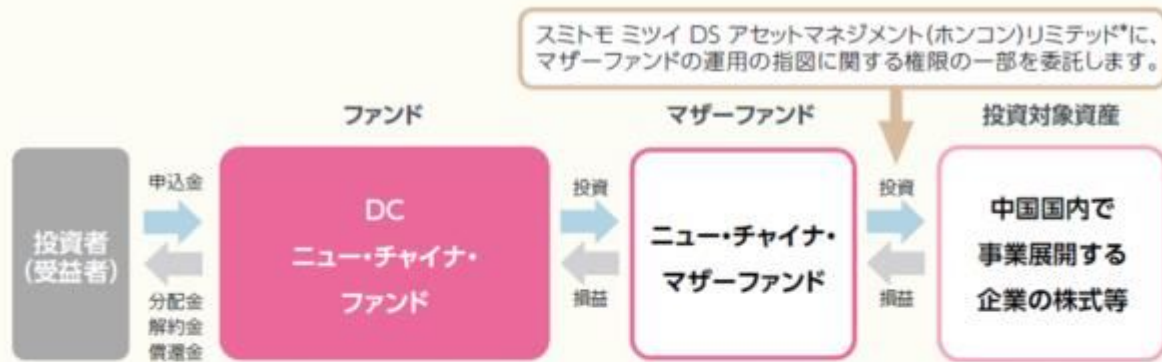 スミトモ ミツイ DS アセットマネジメント(ホンコン)リミテッド*に、
マザーファンドの運用の指図に関する権限の一部を委託します。
ファンド
マザーファンド
投資対象資産
投資者
(受益者)
申込金
分配金
解約金
償還金
DC
ニュー・チャイナ・
ファンド
投資
損益
ニュー・チャイナ・
マザーファンド
投資
損益
中国国内で
事業展開する
企業の株式等